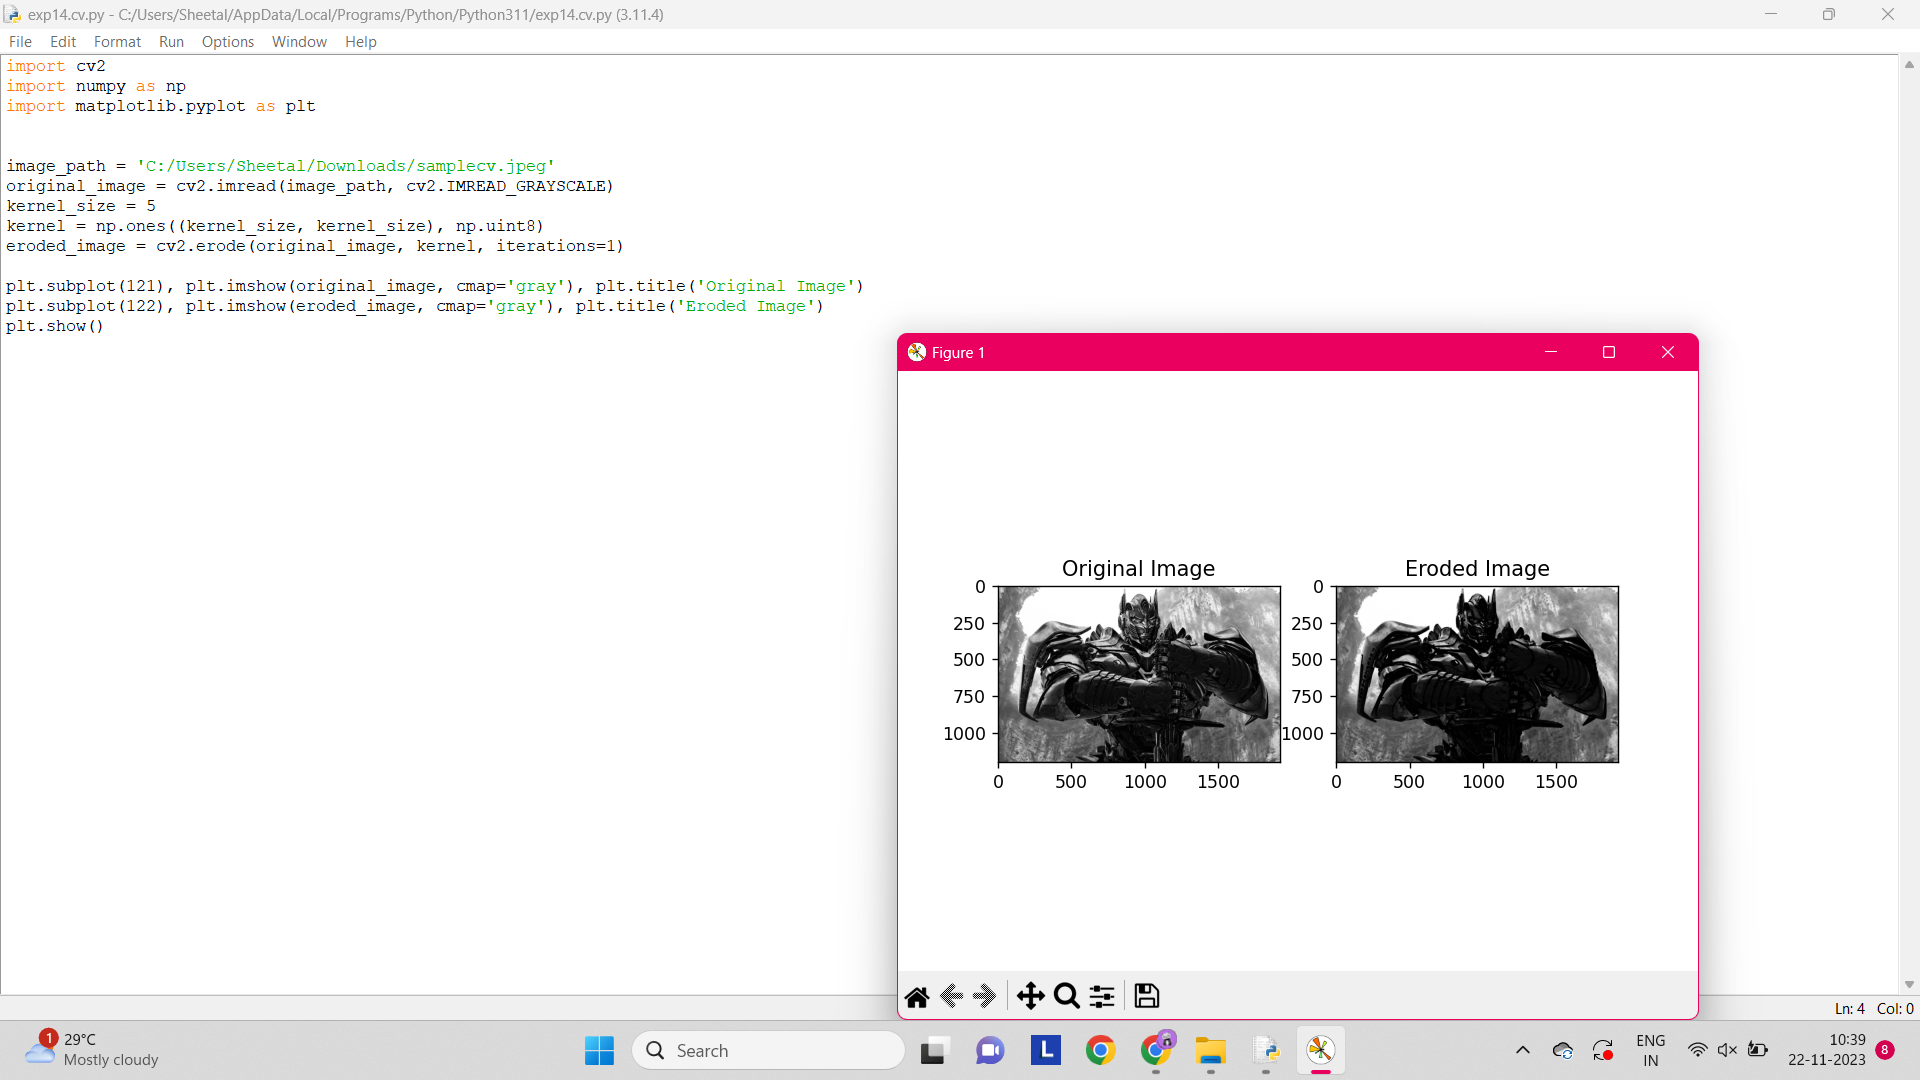 exp14.cv.py - C:/Users/Sheetal/AppData/Local/Programs/Python/Python311/exp14.cv.py (3.11.4)
File Edit Format Run Options Window Help
import cv2
import numpy as np
import matplotlib.pyplot as plt
image_path = 'C:/Users/Sheetal/Downloads/samplecv.jpeg'
original_image = cv2.imread(image_path, cv2.IMREAD_GRAYSCALE)
kernel_size = 5
kernel = np.ones((kernel_size, kernel_size), np.uint8)
eroded_image = cv2.erode(original_image, kernel, iterations=1)
plt.subplot(121), plt.imshow(original_image, cmap='gray'), plt.title('Original Image')
plt.subplot(122), plt.imshow(eroded_image, cmap='gray'), plt.title('Eroded Image')
plt.show()
Figure 1
Original Image
0
250
500
750
1000
0 500 1000 1500
Eroded Image
0
250
500
750
1000
0 500 1000 1500
Ln: 4 Col: 0
1
29°C
Mostly cloudy
Search
L
ENG
IN
10:39
22-11-2023
8